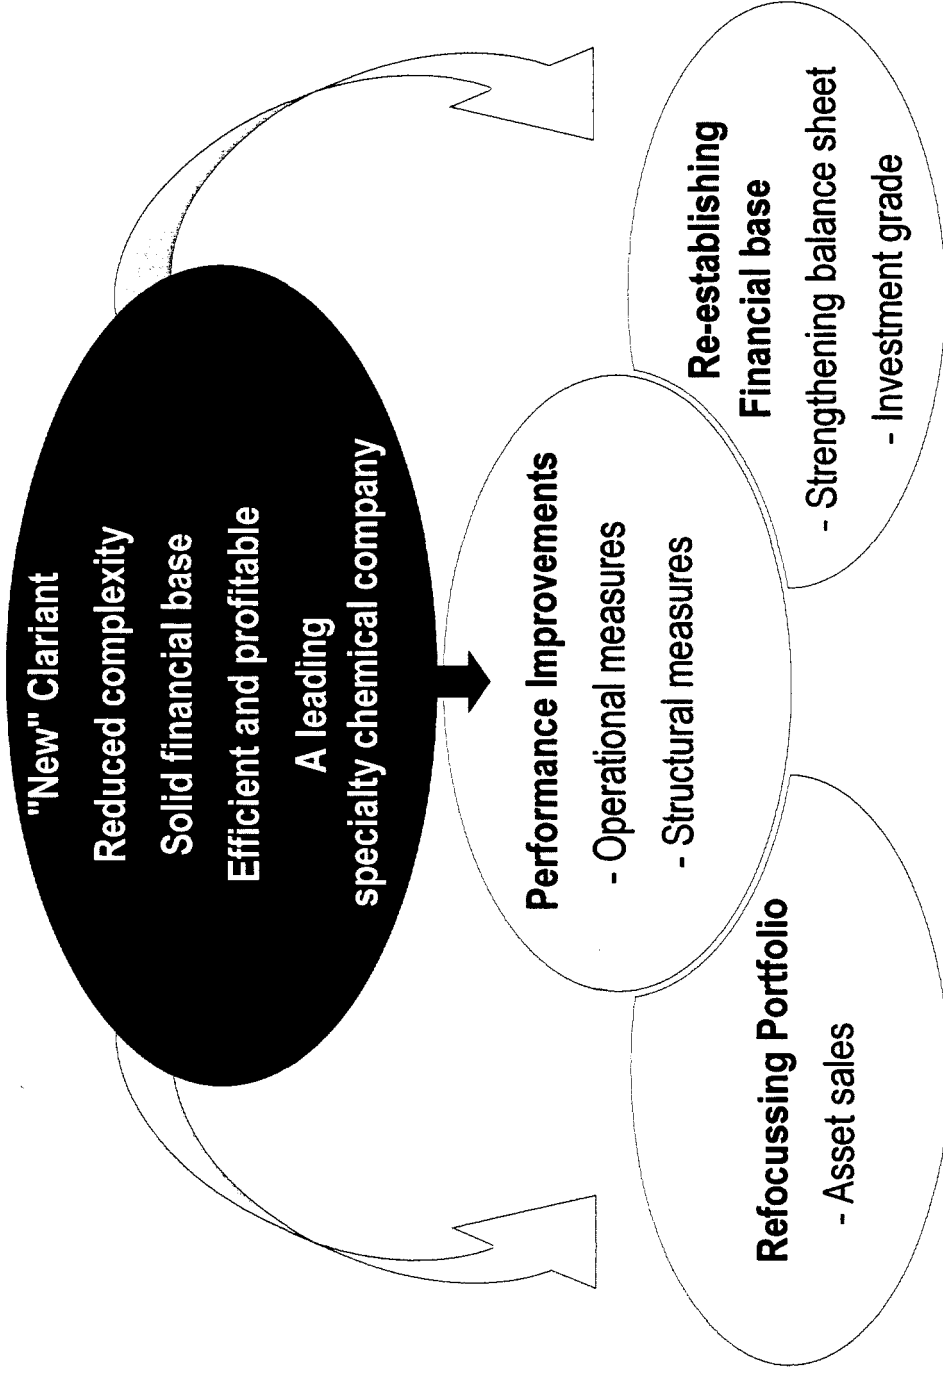 "New" Clariant
Reduced complexity
Solid financial base
Efficient and profitable
A leading
specialty chemical company
Performance Improvements
- Operational measures
- Structural measures
Refocussing Portfolio
- Asset sales
Re-establishing
Financial base
- Strengthening balance sheet
- Investment grade